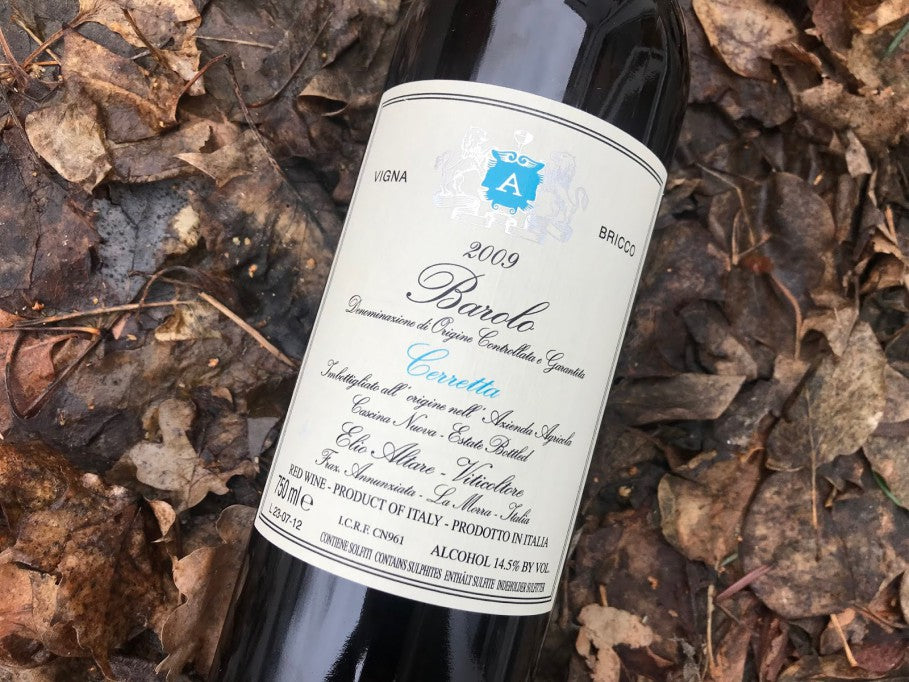 A
VIGNA
BRICCO
2009
Barolo
Denominazione di Origine Controllata e Garantita
Cerretta
Imbottigliato all' origine nell' Azienda Agricola
Cascina Nuova - Estate Bottled
Elio Altare - Viticoltore
Fraz. Annunziata - La Morra - Italia
RED WINE - PRODUCT OF ITALY - PRODOTTO IN ITALIA
750 ml e
L 23-07-12
I.C.R.F. CN961
ALCOHOL 14.5% BY VOL
CONTIENE SOLFITI CONTAINS SULPHITES ENTHÄLT SULFITE INDEHOLDER SULFITTER